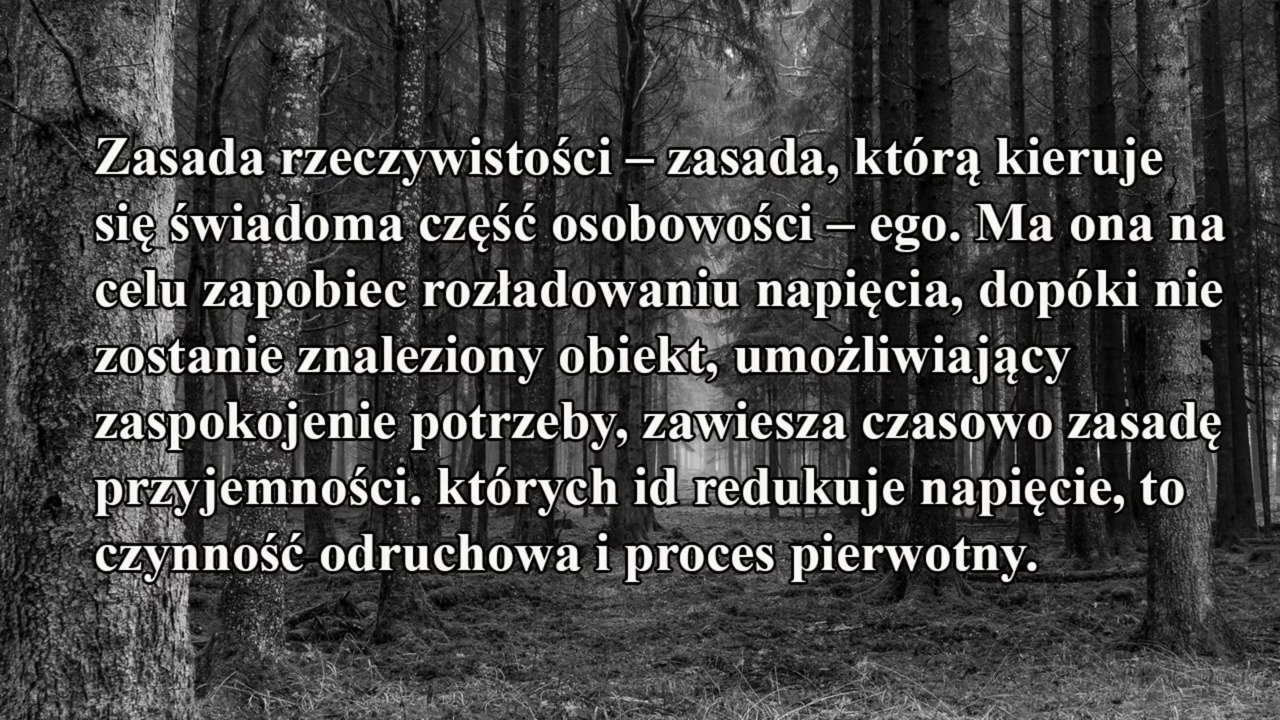 Zasada rzeczywistości – zasada, którą kieruje
się świadoma część osobowości – ego. Ma ona na
celu zapobiec rozładowaniu napięcia, dopóki nie
zostanie znaleziony obiekt, umożliwiający
zaspokojenie potrzeby, zawiesza czasowo zasadę
przyjemności. których id redukuje napięcie, to
czynność odruchowa i proces pierwotny.